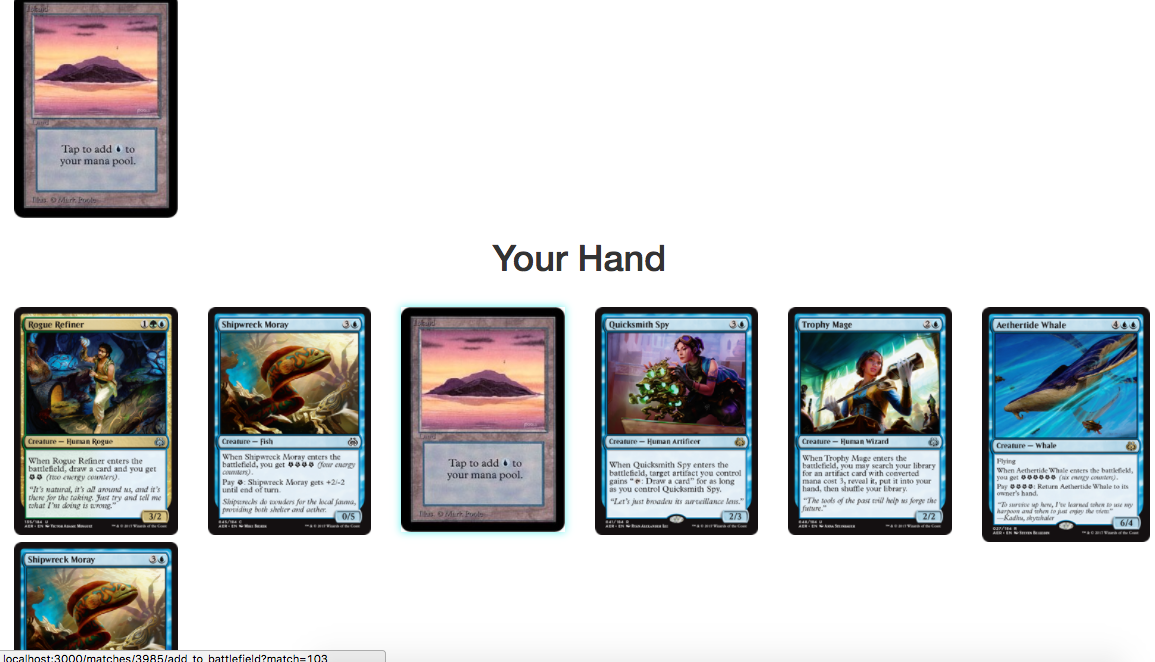 Island
Land
Tap to add to
your mana pool.
Illus. © Mark Poole
Your Hand
Rogue Refiner 1
Creature — Human Rogue
When Rogue Refiner enters the
battlefield, draw a card and you get
(two energy counters).
"It's natural, it's all around us, and it's
there for the taking. Just try and tell me
what I'm doing is wrong."
3/2
Shipwreck Moray 3
Creature — Fish
When Shipwreck Moray enters the
battlefield, you get (four energy
counters).
Pay : Shipwreck Moray gets +2/-2
until end of turn.
Shipwrecks do wonders for the local fauna,
providing both shelter and aether.
0/5
Island
Land
Tap to add to
your mana pool.
Illus. © Mark Poole
Quicksmith Spy 3
Creature — Human Artificer
When Quicksmith Spy enters the
battlefield, target artifact you control
gains " : Draw a card" for as long
as you control Quicksmith Spy.
"Let's just broaden its surveillance lens."
2/3
Trophy Mage 2
Creature — Human Wizard
When Trophy Mage enters the
battlefield, you may search your library
for an artifact card with converted
mana cost 3, reveal it, put it into your
hand, then shuffle your library.
"The tools of the past will help us forge the
future."
2/2
Aethertide Whale 4
Creature — Whale
Flying
When Aethertide Whale enters the battlefield,
you get (six energy counters).
Pay : Return Aethertide Whale to its
owner's hand.
"To survive up here, I've learned when to use my
harpoon and when to just enjoy the view."
—Kadim, skywhaler
6/4
Shipwreck Moray 3
localhost:3000/matches/3985/add_to_battlefield?match=103